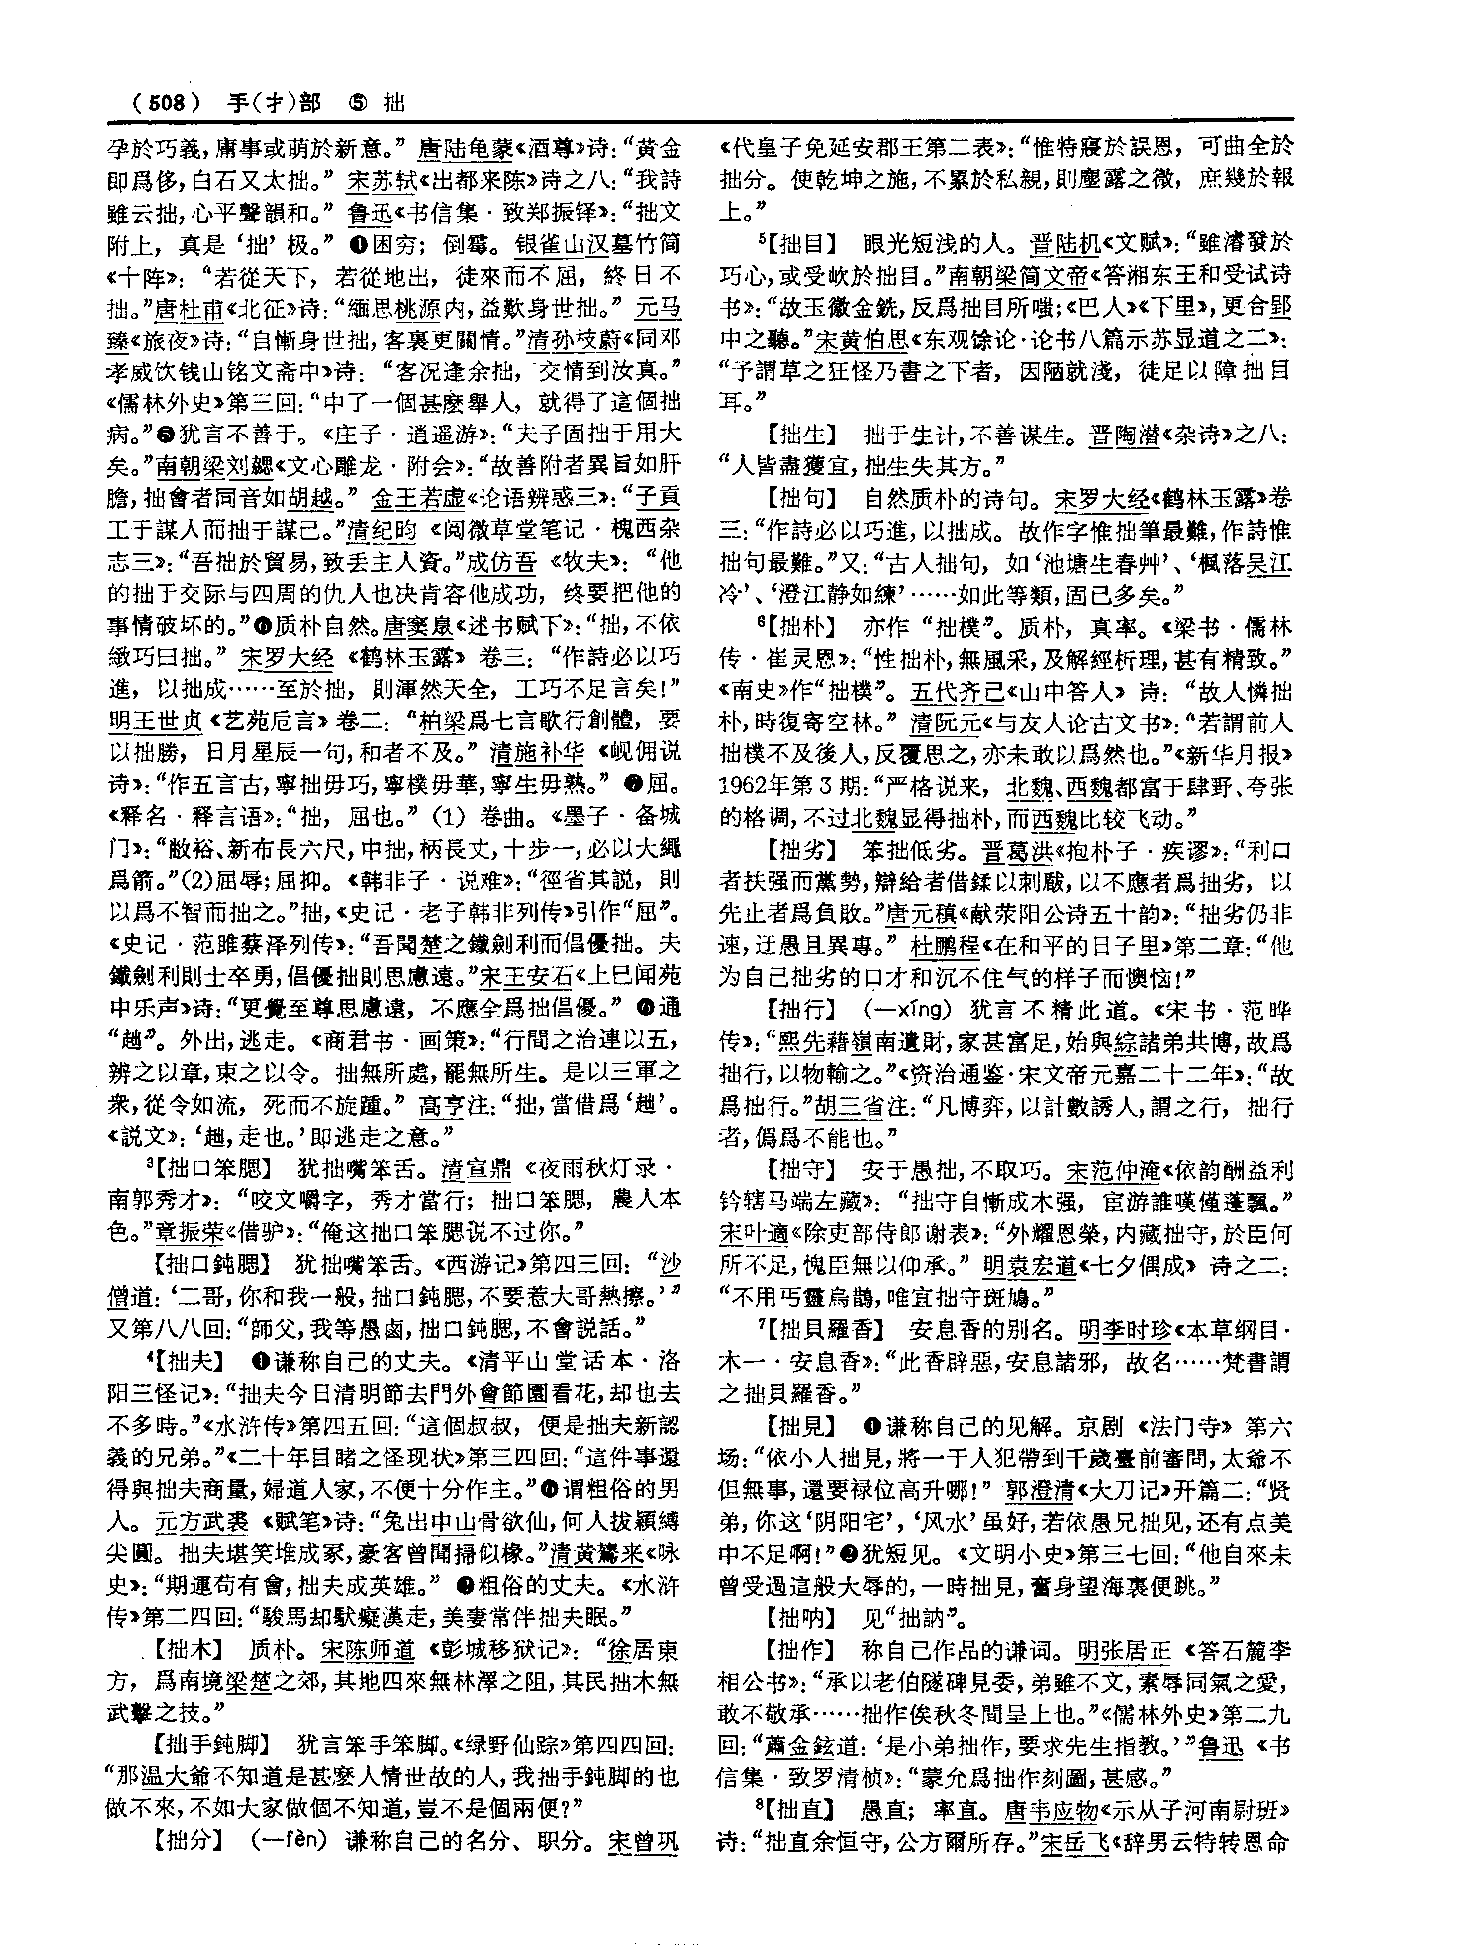 （508） 手(扌)部 ⑤ 拙
孕於巧義，庸事或萌於新意。”唐陆龟蒙《酒尊》诗：“黄金
即爲侈，白石又太拙。”宋苏轼《出都来陈》诗之八：“我詩
雖云拙，心平聲韻和。”鲁迅《书信集·致郑振铎》：“拙文
附上，真是‘拙’极。”❹困穷；倒霉。银雀山汉墓竹简
《十阵》：“若從天下，若從地出，徒來而不屈，終日不
拙。”唐杜甫《北征》诗：“緬思桃源内，益歎身世拙。”元马
臻《旅夜》诗：“自慚身世拙，客裏更關情。”清孙枝蔚《同邓
孝威饮钱山铭文斋中》诗：“客况逢余拙，交情到汝真。”
《儒林外史》第三回：“中了一個甚麽舉人，就得了這個拙
病。”❺犹言不善于。《庄子·逍遥游》：“夫子固拙于用大
矣。”南朝梁刘勰《文心雕龙·附会》：“故善附者異旨如肝
膽，拙會者同音如胡越。”金王若虚《论语辨惑三》：“子貢
工于謀人而拙于謀己。”清纪昀《阅微草堂笔记·槐西杂
志三》：“吾拙於貿易，致丢主人資。”成仿吾《牧夫》：“他
的拙于交际与四周的仇人也决肯容他成功，终要把他的
事情破坏的。”❻质朴自然。唐窦臮《述书赋下》：“拙，不依
緻巧曰拙。”宋罗大经《鹤林玉露》卷三：“作詩必以巧
進，以拙成……至於拙，則渾然天全，工巧不足言矣！”
明王世贞《艺苑卮言》卷二：“柏梁爲七言歌行創體，要
以拙勝，日月星辰一句，和者不及。”清施补华《岘佣说
诗》：“作五言古，寧拙毋巧，寧樸毋華，寧生毋熟。”❼屈。
《释名·释言语》：“拙，屈也。”(1) 卷曲。《墨子·备城
门》：“敝裕、新布長六尺，中拙，柄長丈，十步一，必以大繩
爲箭。”(2)屈辱；屈抑。《韩非子·说难》：“徑省其説，則
以爲不智而拙之。”拙，《史记·老子韩非列传》引作“屈”。
《史记·范雎蔡泽列传》：“吾聞楚之鐵劍利而倡優拙。夫
鐵劍利則士卒勇，倡優拙則思慮遠。”宋王安石《上巳闻苑
中乐声》诗：“更覺至尊思慮遠，不應全爲拙倡優。”❽通
“趉”。外出，逃走。《商君书·画策》：“行間之治連以五，
辨之以章，束之以令。拙無所處，罷無所生。是以三軍之
衆，從令如流，死而不旋踵。”高亨注：“拙，當借爲‘趉’。
《説文》：‘趉，走也。’即逃走之意。”
³【拙口笨腮】 犹拙嘴笨舌。清宣鼎《夜雨秋灯录·
南郭秀才》：“咬文嚼字，秀才當行；拙口笨腮，農人本
色。”章振荣《借驴》：“俺这拙口笨腮说不过你。”
【拙口鈍腮】 犹拙嘴笨舌。《西游记》第四三回：“沙
僧道：‘二哥，你和我一般，拙口鈍腮，不要惹大哥熱擦。’”
又第八八回：“師父，我等愚鹵，拙口鈍腮，不會説話。”
⁴【拙夫】 ❶谦称自己的丈夫。《清平山堂话本·洛
阳三怪记》：“拙夫今日清明節去門外會節園看花，却也去
不多時。”《水浒传》第四五回：“這個叔叔，便是拙夫新認
義的兄弟。”《二十年目睹之怪现状》第三四回：“這件事還
得與拙夫商量，婦道人家，不便十分作主。”❷谓粗俗的男
人。元方武裘《赋笔》诗：“兔出中山骨欲仙，何人拔穎縛
尖圓。拙夫堪笑堆成冢，豪客曾聞掃似椽。”清黄鷟来《咏
史》：“期運苟有會，拙夫成英雄。”❸粗俗的丈夫。《水浒
传》第二四回：“駿馬却馱癡漢走，美妻常伴拙夫眠。”
【拙木】 质朴。宋陈师道《彭城移狱记》：“徐居東
方，爲南境梁楚之郊，其地四來無林澤之阻，其民拙木無
武擊之技。”
【拙手鈍脚】 犹言笨手笨脚。《绿野仙踪》第四四回：
“那温大爺不知道是甚麽人情世故的人，我拙手鈍脚的也
做不來，不如大家做個不知道，豈不是個兩便？”
【拙分】 （—fèn）谦称自己的名分、职分。宋曾巩
《代皇子免延安郡王第二表》：“惟特寢於誤恩，可曲全於
拙分。使乾坤之施，不累於私親，則塵露之微，庶幾於報
上。”
⁵【拙目】 眼光短浅的人。晋陆机《文赋》：“雖濬發於
巧心，或受欰於拙目。”南朝梁简文帝《答湘东王和受试诗
书》：“故玉徽金銑，反爲拙目所嗤；《巴人》《下里》，更合郢
中之聽。”宋黄伯思《东观馀论·论书八篇示苏显道之二》：
“予謂草之狂怪乃書之下者，因陋就淺，徒足以障拙目
耳。”
【拙生】 拙于生计，不善谋生。晋陶潜《杂诗》之八：
“人皆盡獲宜，拙生失其方。”
【拙句】 自然质朴的诗句。宋罗大经《鹤林玉露》卷
三：“作詩必以巧進，以拙成。故作字惟拙筆最難，作詩惟
拙句最難。”又：“古人拙句，如‘池塘生春艸’、‘楓落吴江
冷’、‘澄江静如練’……如此等類，固已多矣。”
⁶【拙朴】 亦作“拙樸”。质朴，真率。《梁书·儒林
传·崔灵恩》：“性拙朴，無風采，及解經析理，甚有精致。”
《南史》作“拙樸”。五代齐己《山中答人》诗：“故人憐拙
朴，時復寄空林。”清阮元《与友人论古文书》：“若謂前人
拙樸不及後人，反覆思之，亦未敢以爲然也。”《新华月报》
1962年第3期：“严格说来，北魏、西魏都富于肆野、夸张
的格调，不过北魏显得拙朴，而西魏比较飞动。”
【拙劣】 笨拙低劣。晋葛洪《抱朴子·疾谬》：“利口
者扶强而黨勢，辯給者借鍒以刺瞂，以不應者爲拙劣，以
先止者爲負敗。”唐元稹《献荥阳公诗五十韵》：“拙劣仍非
速，迂愚且異專。”杜鹏程《在和平的日子里》第二章：“他
为自己拙劣的口才和沉不住气的样子而懊恼！”
【拙行】 （—xíng）犹言不精此道。《宋书·范晔
传》：“熙先藉嶺南遺財，家甚富足，始與綜諸弟共博，故爲
拙行，以物輸之。”《资治通鉴·宋文帝元嘉二十二年》：“故
爲拙行。”胡三省注：“凡博弈，以計數誘人，謂之行，拙行
者，僞爲不能也。”
【拙守】 安于愚拙，不取巧。宋范仲淹《依韵酬益利
钤辖马端左藏》：“拙守自慚成木强，宦游誰嘆僅蓬飄。”
宋叶適《除吏部侍郎谢表》：“外耀恩榮，内藏拙守，於臣何
所不足，愧臣無以仰承。”明袁宏道《七夕偶成》诗之二：
“不用丐靈烏鵲，唯宜拙守斑鳩。”
⁷【拙貝羅香】 安息香的别名。明李时珍《本草纲目·
木一·安息香》：“此香辟惡，安息諸邪，故名……梵書謂
之拙貝羅香。”
【拙見】 ❶谦称自己的见解。京剧《法门寺》第六
场：“依小人拙見，將一干人犯帶到千歲臺前審問，太爺不
但無事，還要禄位高升哪！”郭澄清《大刀记》开篇二：“贤
弟，你这‘阴阳宅’，‘风水’虽好，若依愚兄拙见，还有点美
中不足啊！”❷犹短见。《文明小史》第三七回：“他自來未
曾受過這般大辱的，一時拙見，奮身望海裏便跳。”
【拙呐】 见“拙訥”。
【拙作】 称自己作品的谦词。明张居正《答石麓李
相公书》：“承以老伯隧碑見委，弟雖不文，素辱同氣之愛，
敢不敬承……拙作俟秋冬間呈上也。”《儒林外史》第二九
回：“蕭金鉉道：‘是小弟拙作，要求先生指教。’”鲁迅《书
信集·致罗清桢》：“蒙允爲拙作刻圖，甚感。”
⁸【拙直】 愚直；率直。唐韦应物《示从子河南尉班》
诗：“拙直余恒守，公方爾所存。”宋岳飞《辞男云特转恩命